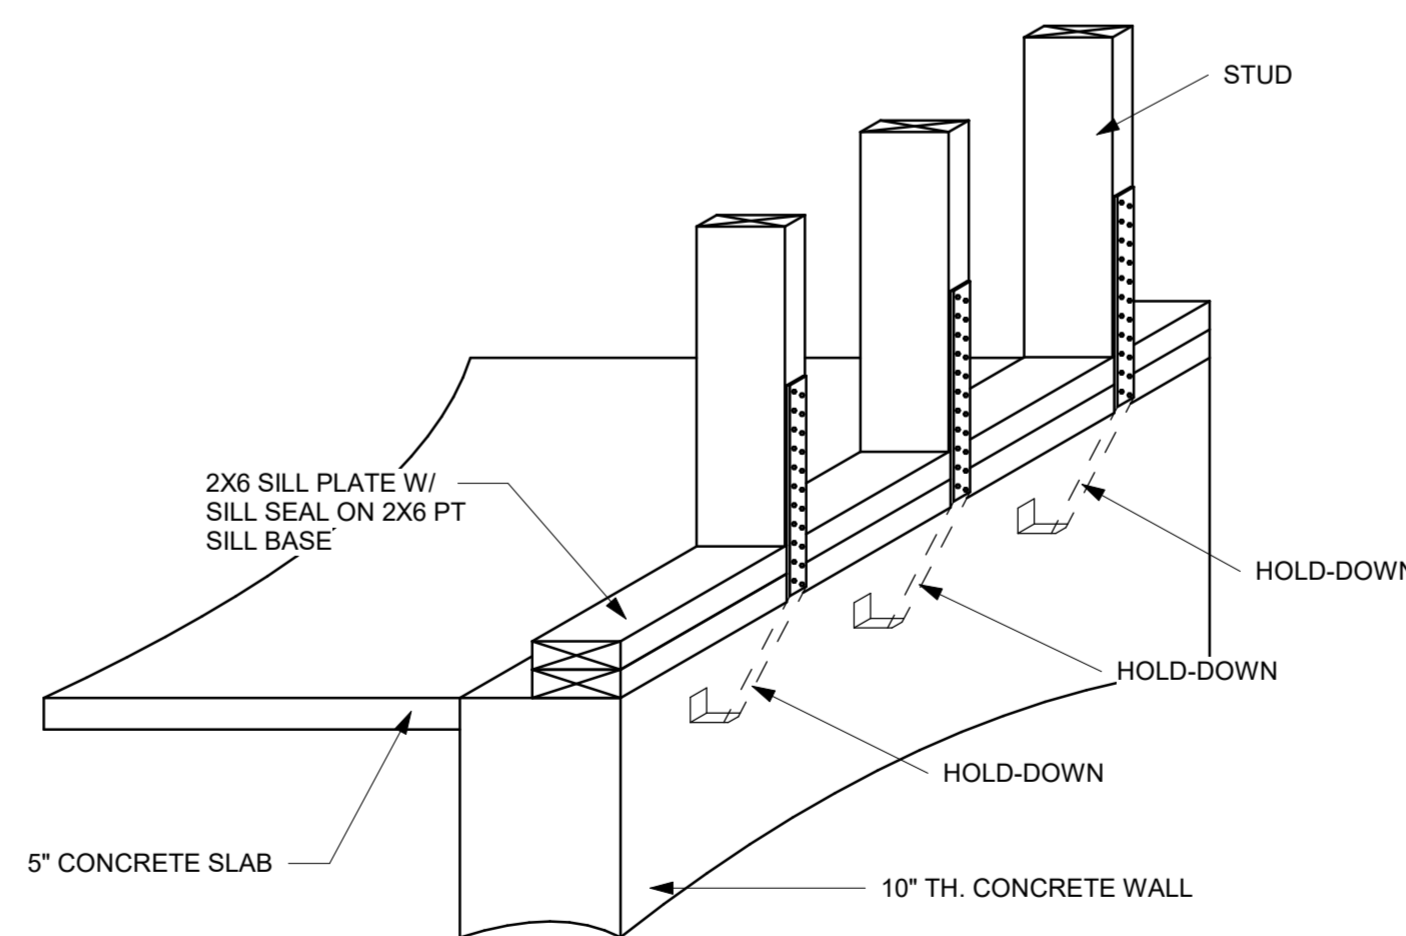 STUD
2X6 SILL PLATE W/
SILL SEAL ON 2X6 PT
SILL BASE
HOLD-DOWN
HOLD-DOWN
HOLD-DOWN
5" CONCRETE SLAB
10" TH. CONCRETE WALL